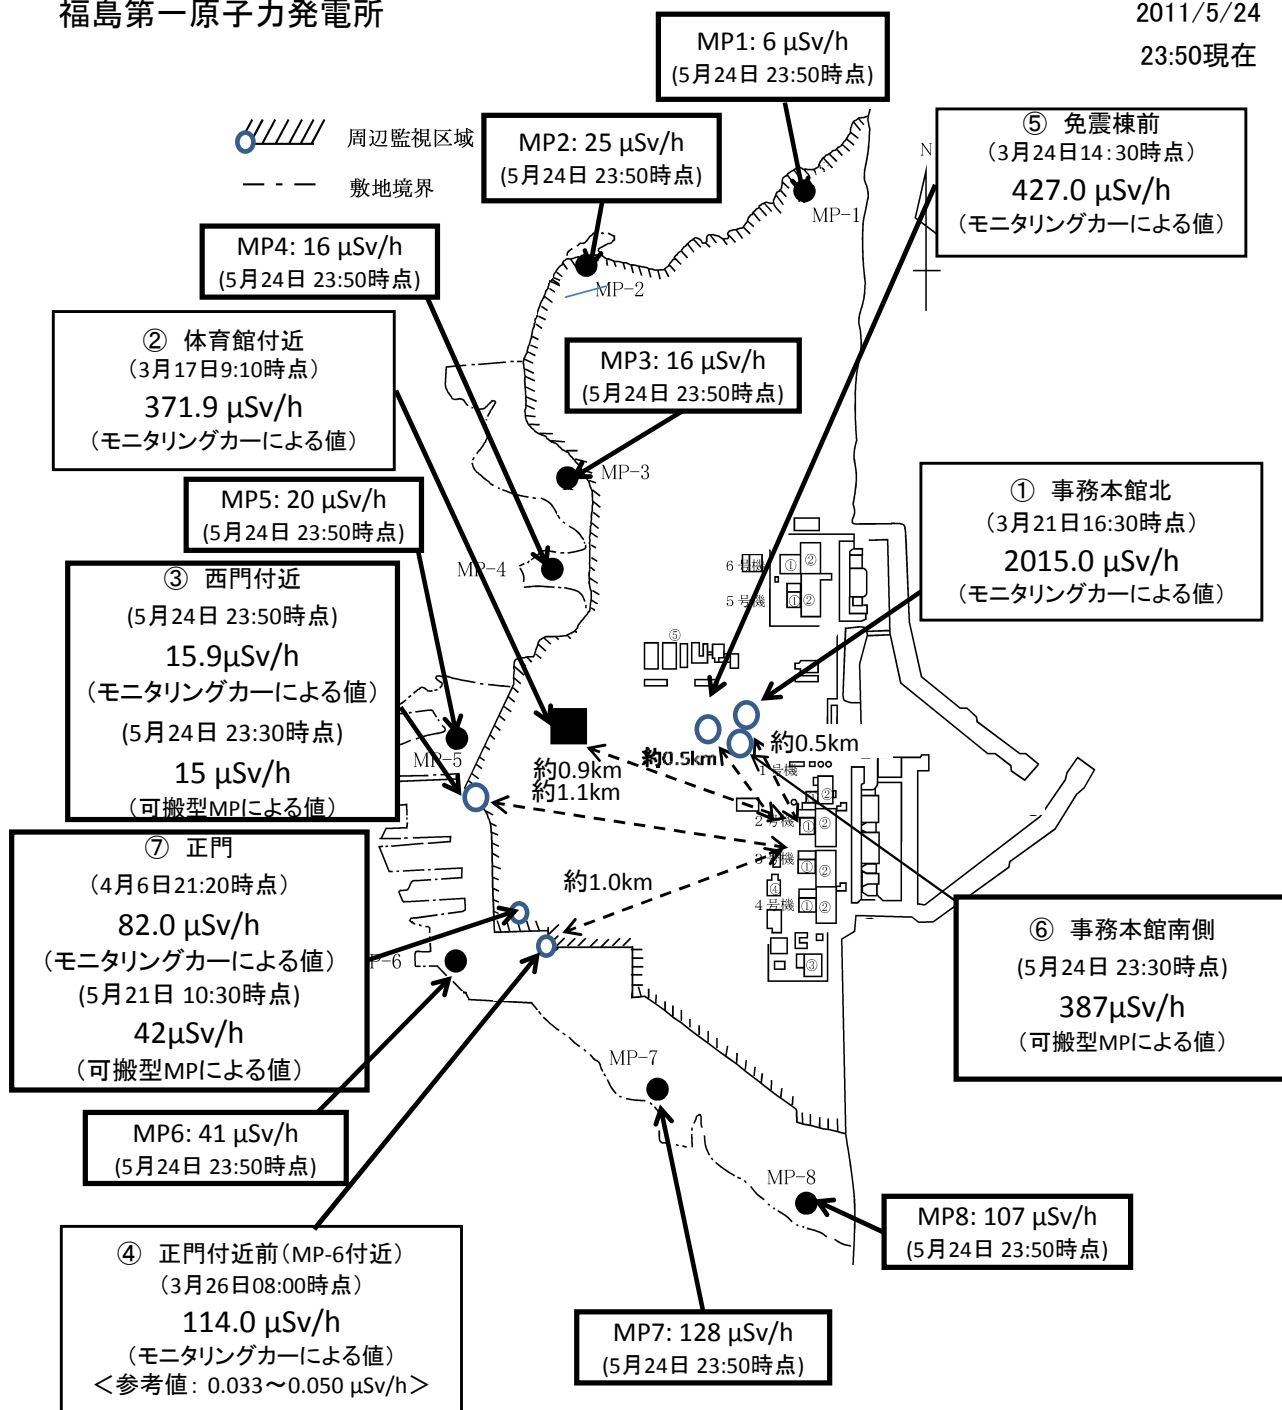 福島第一原子力発電所
2011/5/24
23:50現在
MP1: 6 μSv/h
(5月24日 23:50時点)
周辺監視区域
敷地境界
MP2: 25 μSv/h
(5月24日 23:50時点)
⑤ 免震棟前
(3月24日14:30時点)
427.0 μSv/h
(モニタリングカーによる値)
N
MP-1
MP4: 16 μSv/h
(5月24日 23:50時点)
MP-2
② 体育館付近
(3月17日9:10時点)
371.9 μSv/h
(モニタリングカーによる値)
MP3: 16 μSv/h
(5月24日 23:50時点)
MP-3
MP5: 20 μSv/h
(5月24日 23:50時点)
① 事務本館北
(3月21日16:30時点)
2015.0 μSv/h
(モニタリングカーによる値)
MP-4
③ 西門付近
(5月24日 23:50時点)
15.9μSv/h
(モニタリングカーによる値)
(5月24日 23:30時点)
15 μSv/h
(可搬型MPによる値)
6号機
①
②
5号機
①
②
⑤
MP-5
約0.9km
約1.1km
約0.5km
約0.5km
1号機
②
2号機
①
②
3号機
①
②
④
4号機
①
②
③
約1.0km
⑦ 正門
(4月6日21:20時点)
82.0 μSv/h
(モニタリングカーによる値)
(5月21日 10:30時点)
42μSv/h
(可搬型MPによる値)
P-6
⑥ 事務本館南側
(5月24日 23:30時点)
387μSv/h
(可搬型MPによる値)
MP-7
MP6: 41 μSv/h
(5月24日 23:50時点)
MP-8
MP8: 107 μSv/h
(5月24日 23:50時点)
④ 正門付近前(MP-6付近)
(3月26日08:00時点)
114.0 μSv/h
(モニタリングカーによる値)
<参考値: 0.033～0.050 μSv/h>
MP7: 128 μSv/h
(5月24日 23:50時点)